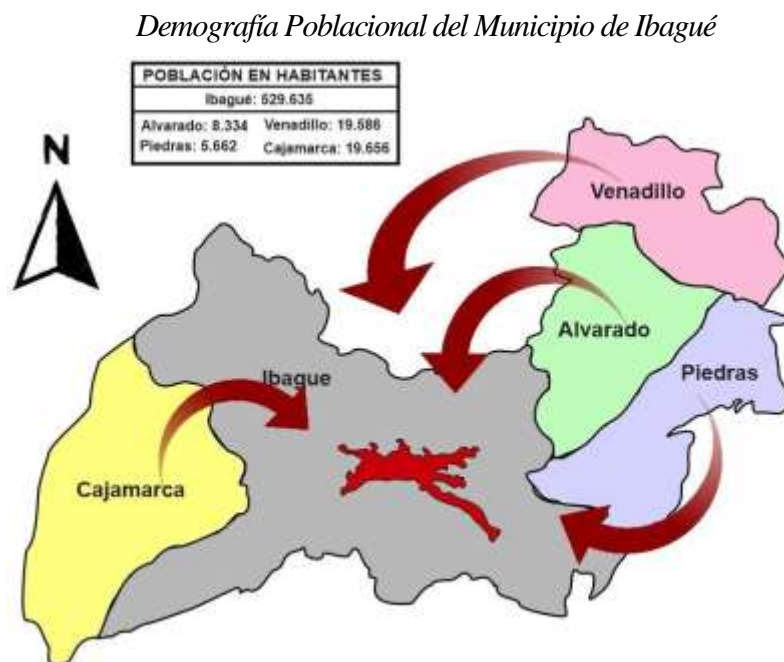 Demografía Poblacional del Municipio de Ibagué
POBLACIÓN EN HABITANTES
Ibagué: 529.635
Alvarado: 8.334 Venadillo: 19.586
Piedras: 5.662 Cajamarca: 19.656
N
Venadillo
Alvarado
Piedras
Ibague
Cajamarca